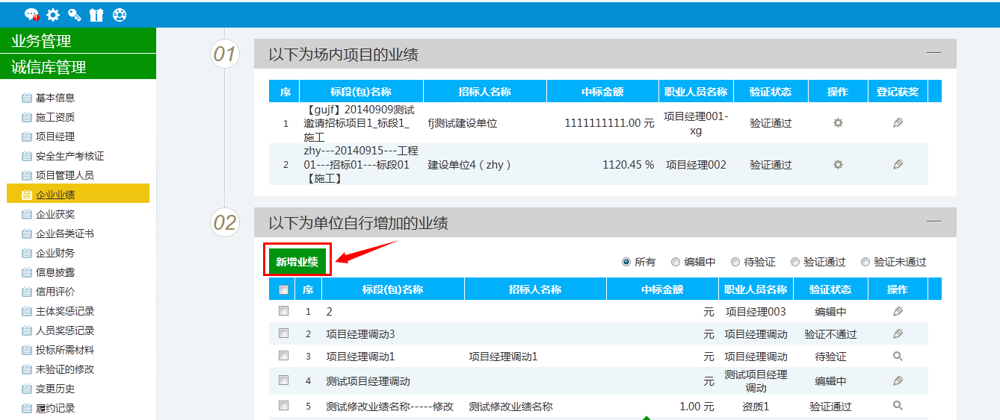 业务管理
诚信库管理
基本信息
施工资质
项目经理
安全生产考核证
项目管理人员
企业业绩
企业获奖
企业各类证书
企业财务
信息披露
信用评价
主体奖惩记录
人员奖惩记录
投标所需材料
未验证的修改
变更历史
履约记录
01 以下为场内项目的业绩
序 标段(包)名称 招标人名称 中标金额 职业人员名称 验证状态 操作 登记获奖
1 【gujf】20140909测试邀请招标项目1_标段1_施工 fj测试建设单位 1111111111.00 元 项目经理001-xg 验证通过
2 zhy---20140915---工程01---招标01---标段01【施工】 建设单位4（zhy） 1120.45 % 项目经理002 验证通过
02 以下为单位自行增加的业绩
新增业绩 所有 编辑中 待验证 验证通过 验证未通过
序 标段(包)名称 招标人名称 中标金额 职业人员名称 验证状态 操作
1 2 元 项目经理003 编辑中
2 项目经理调动3 元 项目经理调动 验证不通过
3 项目经理调动1 项目经理调动1 元 项目经理调动 待验证
4 测试项目经理调动 元 测试项目经理调动 编辑中
5 测试修改业绩名称-----修改 测试修改业绩名称 1.00 元 资质1 验证通过